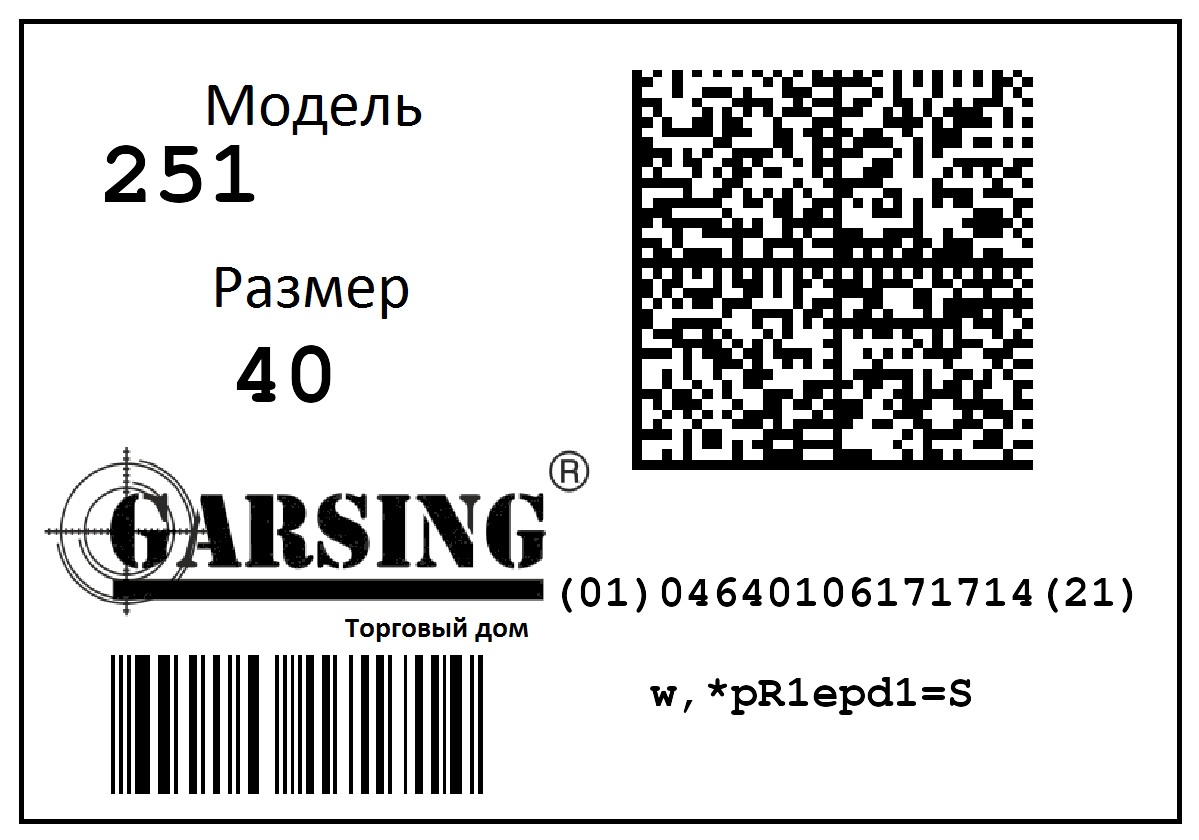 Модель
251
Размер
40
GARSING®
Торговый дом
(01)04640106171714(21)
w,*pR1epd1=S